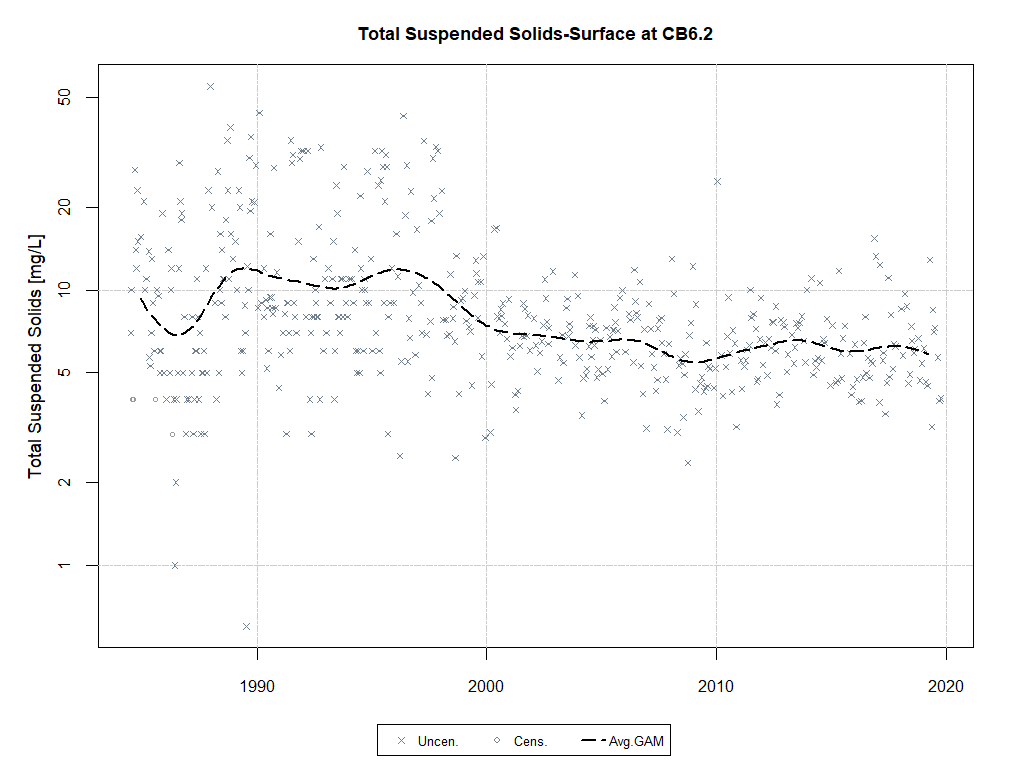 Total Suspended Solids-Surface at CB6.2
Total Suspended Solids [mg/L]
50
20
10
5
2
1
1990
2000
2010
2020
Uncen.
Cens.
Avg.GAM